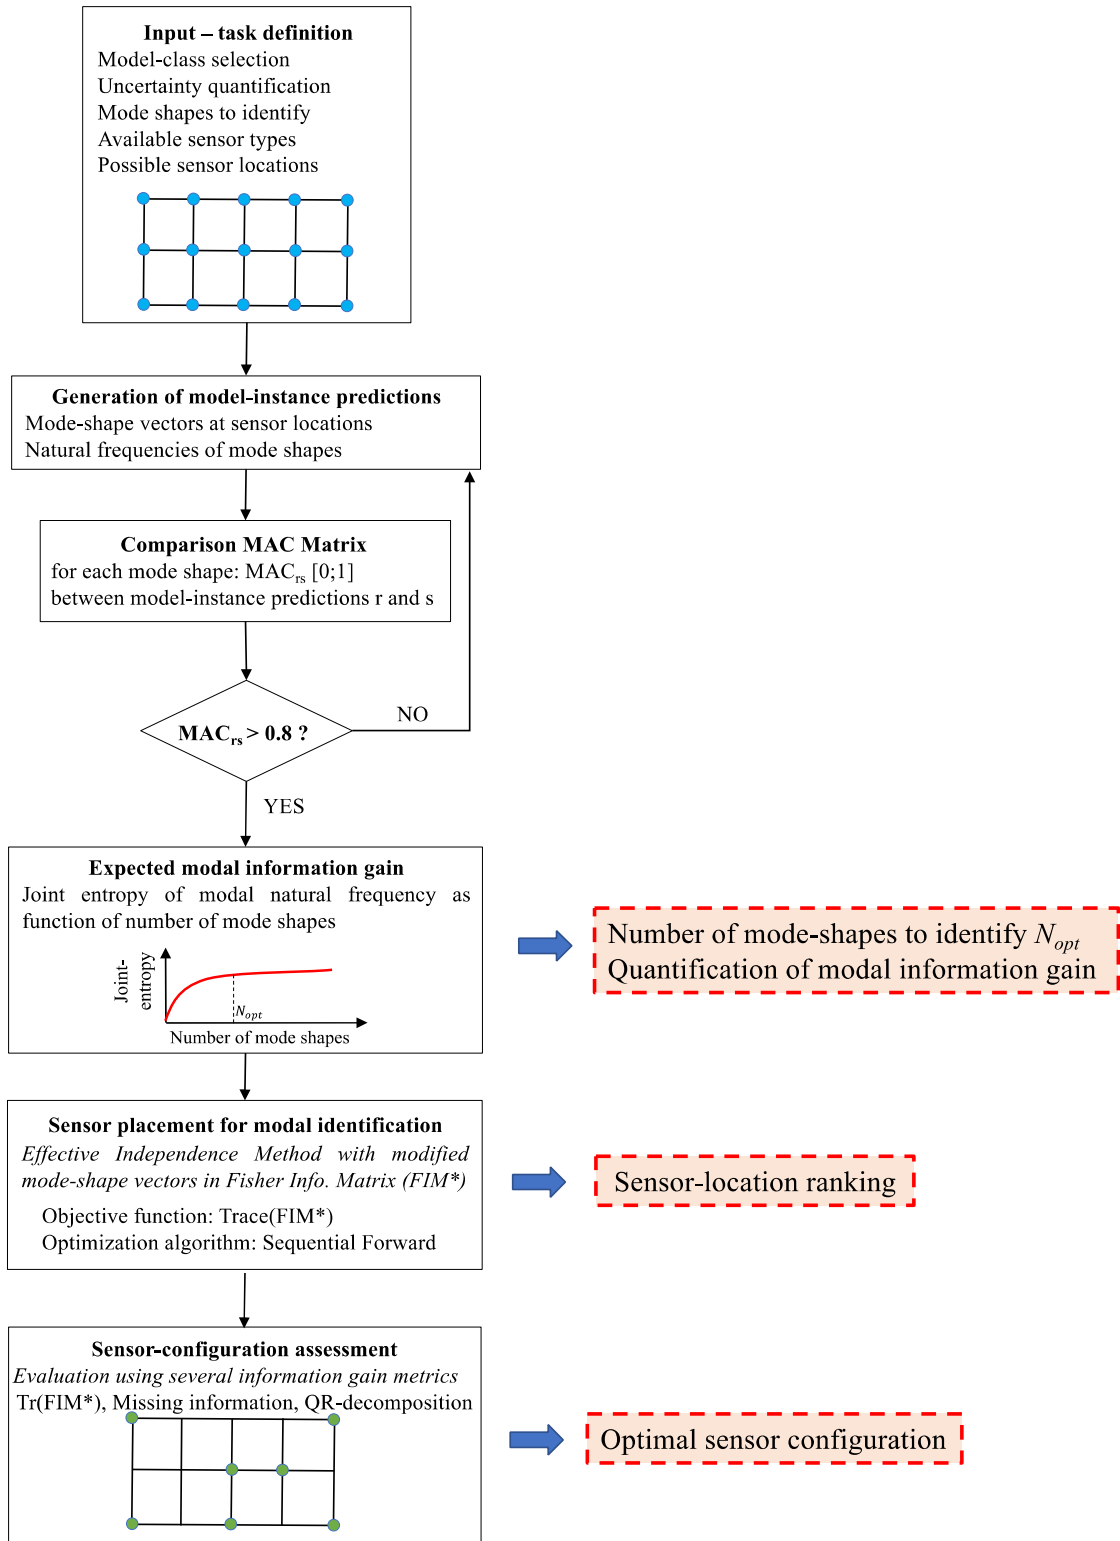 Input – task definition
Model-class selection
Uncertainty quantification
Mode shapes to identify
Available sensor types
Possible sensor locations
Generation of model-instance predictions
Mode-shape vectors at sensor locations
Natural frequencies of mode shapes
Comparison MAC Matrix
for each mode shape: MACrs [0;1]
between model-instance predictions r and s
MACrs > 0.8 ?
NO
YES
Expected modal information gain
Joint entropy of modal natural frequency as
function of number of mode shapes
Joint-
entropy
Nopt
Number of mode shapes
Number of mode-shapes to identify Nopt
Quantification of modal information gain
Sensor placement for modal identification
Effective Independence Method with modified
mode-shape vectors in Fisher Info. Matrix (FIM*)
Objective function: Trace(FIM*)
Optimization algorithm: Sequential Forward
Sensor-location ranking
Sensor-configuration assessment
Evaluation using several information gain metrics
Tr(FIM*), Missing information, QR-decomposition
Optimal sensor configuration